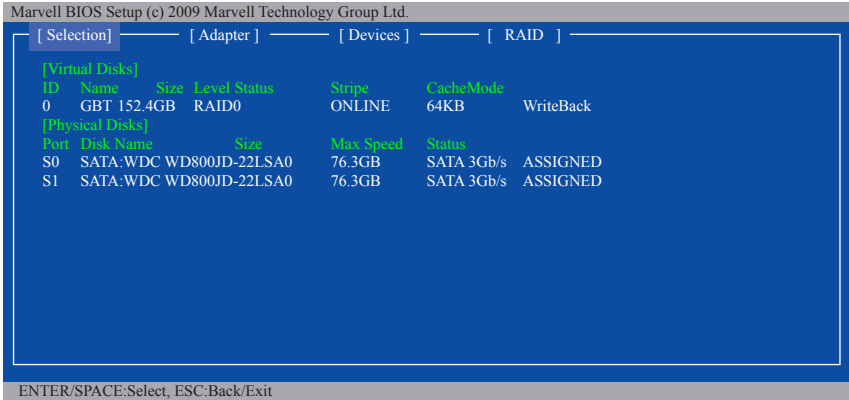 Marvell BIOS Setup (c) 2009 Marvell Technology Group Ltd.
[ Selection] [ Adapter ] [ Devices ] [ RAID ]
[Virtual Disks]
ID Name Size Level Status Stripe CacheMode
0 GBT 152.4GB RAID0 ONLINE 64KB WriteBack
[Physical Disks]
Port Disk Name Size Max Speed Status
S0 SATA:WDC WD800JD-22LSA0 76.3GB SATA 3Gb/s ASSIGNED
S1 SATA:WDC WD800JD-22LSA0 76.3GB SATA 3Gb/s ASSIGNED
ENTER/SPACE:Select, ESC:Back/Exit